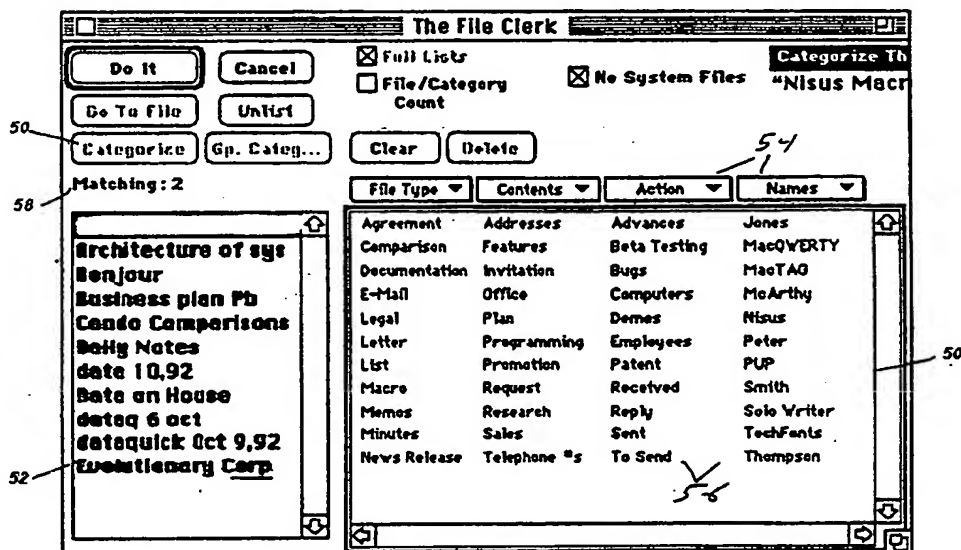 The File Clerk
Do It
Cancel
Full Lists
File/Category Count
No System Files
Categorize Th
"Nisus Macr
Go To File
Unlist
50
Categorize
Gp. Categ...
Clear
Delete
54
58
Matching: 2
File Type
Contents
Action
Names
Architecture of sys
Bonjour
Business plan Pb
Condo Comparisons
Daily Notes
data 10,92
Data on House
dataq 6 oct
dataquick Oct 9,92
Evolutionary Corp
52
Agreement Addresses Advances Jones
Comparison Features Beta Testing MacQWERTY
Documentation Invitation Bugs MacTAG
E-Mail Office Computers McArthy
Legal Plan Demos Nisus
Letter Programming Employees Peter
List Promotion Patent PUP
Macro Request Received Smith
Memos Research Reply Solo Writer
Minutes Sales Sent TechFonts
News Release Telephone #s To Send Thompson
50
56